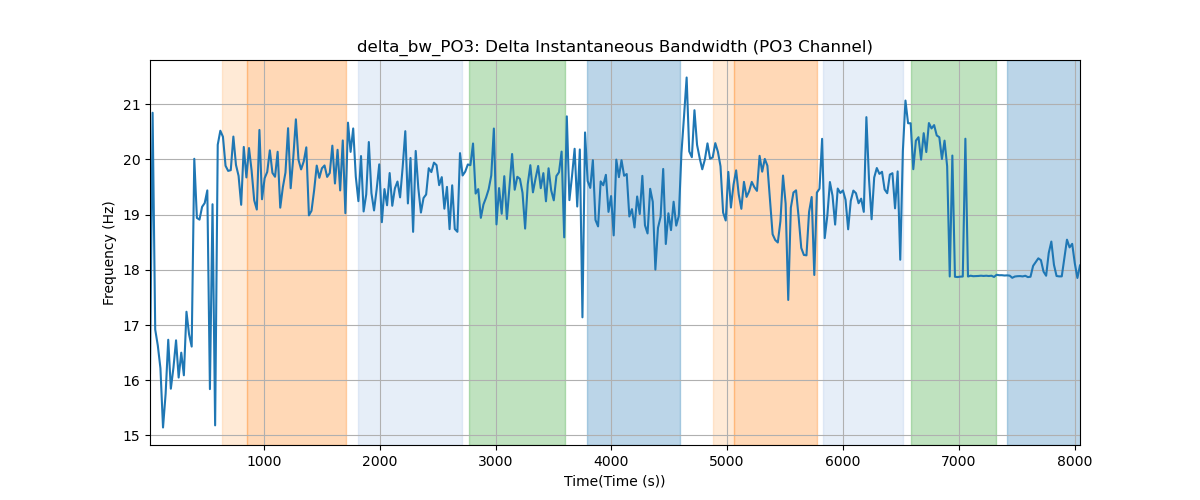 delta_bw_PO3: Delta Instantaneous Bandwidth (PO3 Channel)
Frequency (Hz)
21
20
19
18
17
16
15
1000 2000 3000 4000 5000 6000 7000 8000
Time(Time (s))